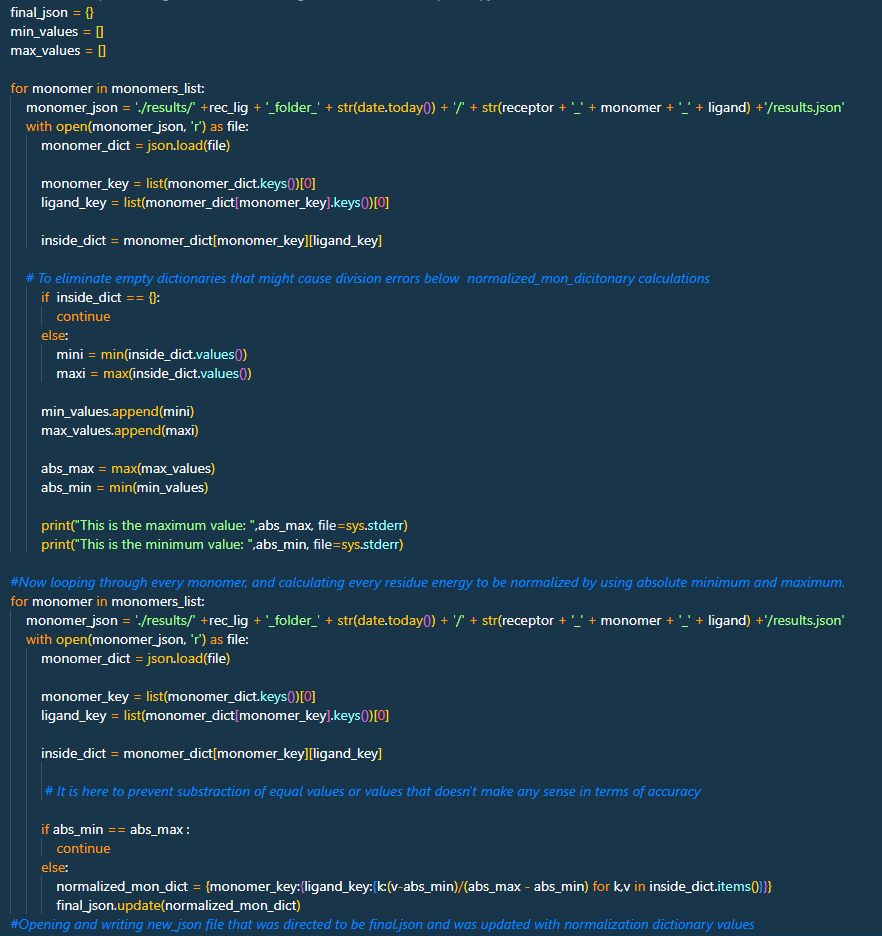 final_json = {}
min_values = []
max_values = []
for monomer in monomers_list:
monomer_json = './results/' +rec_lig + '_folder_' + str(date.today()) + '/' + str(receptor + '_' + monomer + '_' + ligand) +'/results.json'
with open(monomer_json, 'r') as file:
monomer_dict = json.load(file)
monomer_key = list(monomer_dict.keys())[0]
ligand_key = list(monomer_dict[monomer_key].keys())[0]
inside_dict = monomer_dict[monomer_key][ligand_key]
# To eliminate empty dictionaries that might cause division errors below  normalized_mon_dicitonary calculations
if  inside_dict == {}:
continue
else:
mini = min(inside_dict.values())
maxi = max(inside_dict.values())
min_values.append(mini)
max_values.append(maxi)
abs_max = max(max_values)
abs_min = min(min_values)
print("This is the maximum value: ",abs_max, file=sys.stderr)
print("This is the minimum value: ",abs_min, file=sys.stderr)
#Now looping through every monomer, and calculating every residue energy to be normalized by using absolute minimum and maximum.
for monomer in monomers_list:
monomer_json = './results/' +rec_lig + '_folder_' + str(date.today()) + '/' + str(receptor + '_' + monomer + '_' + ligand) +'/results.json'
with open(monomer_json, 'r') as file:
monomer_dict = json.load(file)
monomer_key = list(monomer_dict.keys())[0]
ligand_key = list(monomer_dict[monomer_key].keys())[0]
inside_dict = monomer_dict[monomer_key][ligand_key]
# It is here to prevent substraction of equal values or values that doesn't make any sense in terms of accuracy
if abs_min == abs_max :
continue
else:
normalized_mon_dict = {monomer_key:{ligand_key:{k:(v-abs_min)/(abs_max - abs_min) for k,v in inside_dict.items()}}}
final_json.update(normalized_mon_dict)
#Opening and writing new_json file that was directed to be final.json and was updated with normalization dictionary values